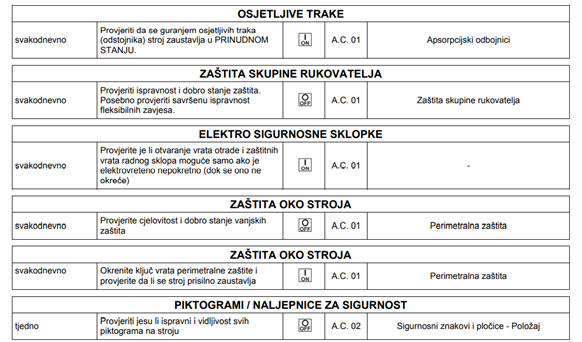 OSJETLJIVE TRAKE
svakodnevno
Provjeriti da se guranjem osjetljivih traka
(odstojnika) stroj zaustavlja u PRINUDNOM
STANJU.
I
ON
A.C. 01
Apsorpcijski odbojnici
ZAŠTITA SKUPINE RUKOVATELJA
svakodnevno
Provjeriti ispravnost i dobro stanje zaštita.
Posebno provjeriti savršenu ispravnost
fleksibilnih zavjesa.
O
OFF
A.C. 01
Zaštita skupine rukovatelja
ELEKTRO SIGURNOSNE SKLOPKE
svakodnevno
Provjerite je li otvaranje vrata otrade i zaštitnih
vrata radnog sklopa moguće samo ako je
elektrovreteno nepokretno (dok se ono ne
okreće)
I
ON
A.C. 01
-
ZAŠTITA OKO STROJA
svakodnevno
Provjerite cjelovitost i dobro stanje vanjskih
zaštita
O
OFF
A.C. 01
Perimetralna zaštita
ZAŠTITA OKO STROJA
svakodnevno
Okrenite ključ vrata perimetralne zaštite i
provjerite da li se stroj prisilno zaustavlja
I
ON
A.C. 01
Perimetralna zaštita
PIKTOGRAMI / NALJEPNICE ZA SIGURNOST
tjedno
Provjeriti jesu li ispravni i vidljivost svih
piktograma na stroju
O
OFF
A.C. 02
Sigurnosni znakovi i pločice - Položaj